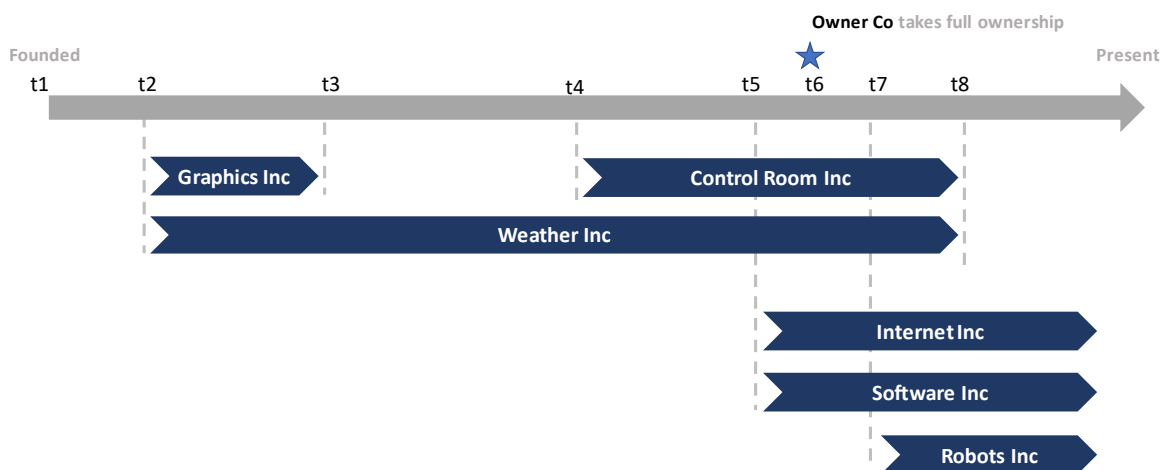 Owner Co takes full ownership
Founded
Present
t1 t2 t3 t4 t5 t6 t7 t8
Graphics Inc
Control Room Inc
Weather Inc
Internet Inc
Software Inc
Robots Inc